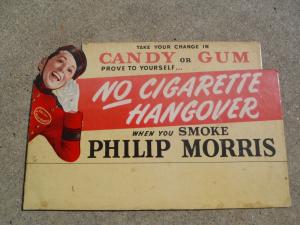 TAKE YOUR CHANGE IN
CANDY OR GUM
PROVE TO YOURSELF...
NO CIGARETTE
HANGOVER
WHEN YOU SMOKE
PHILIP MORRIS